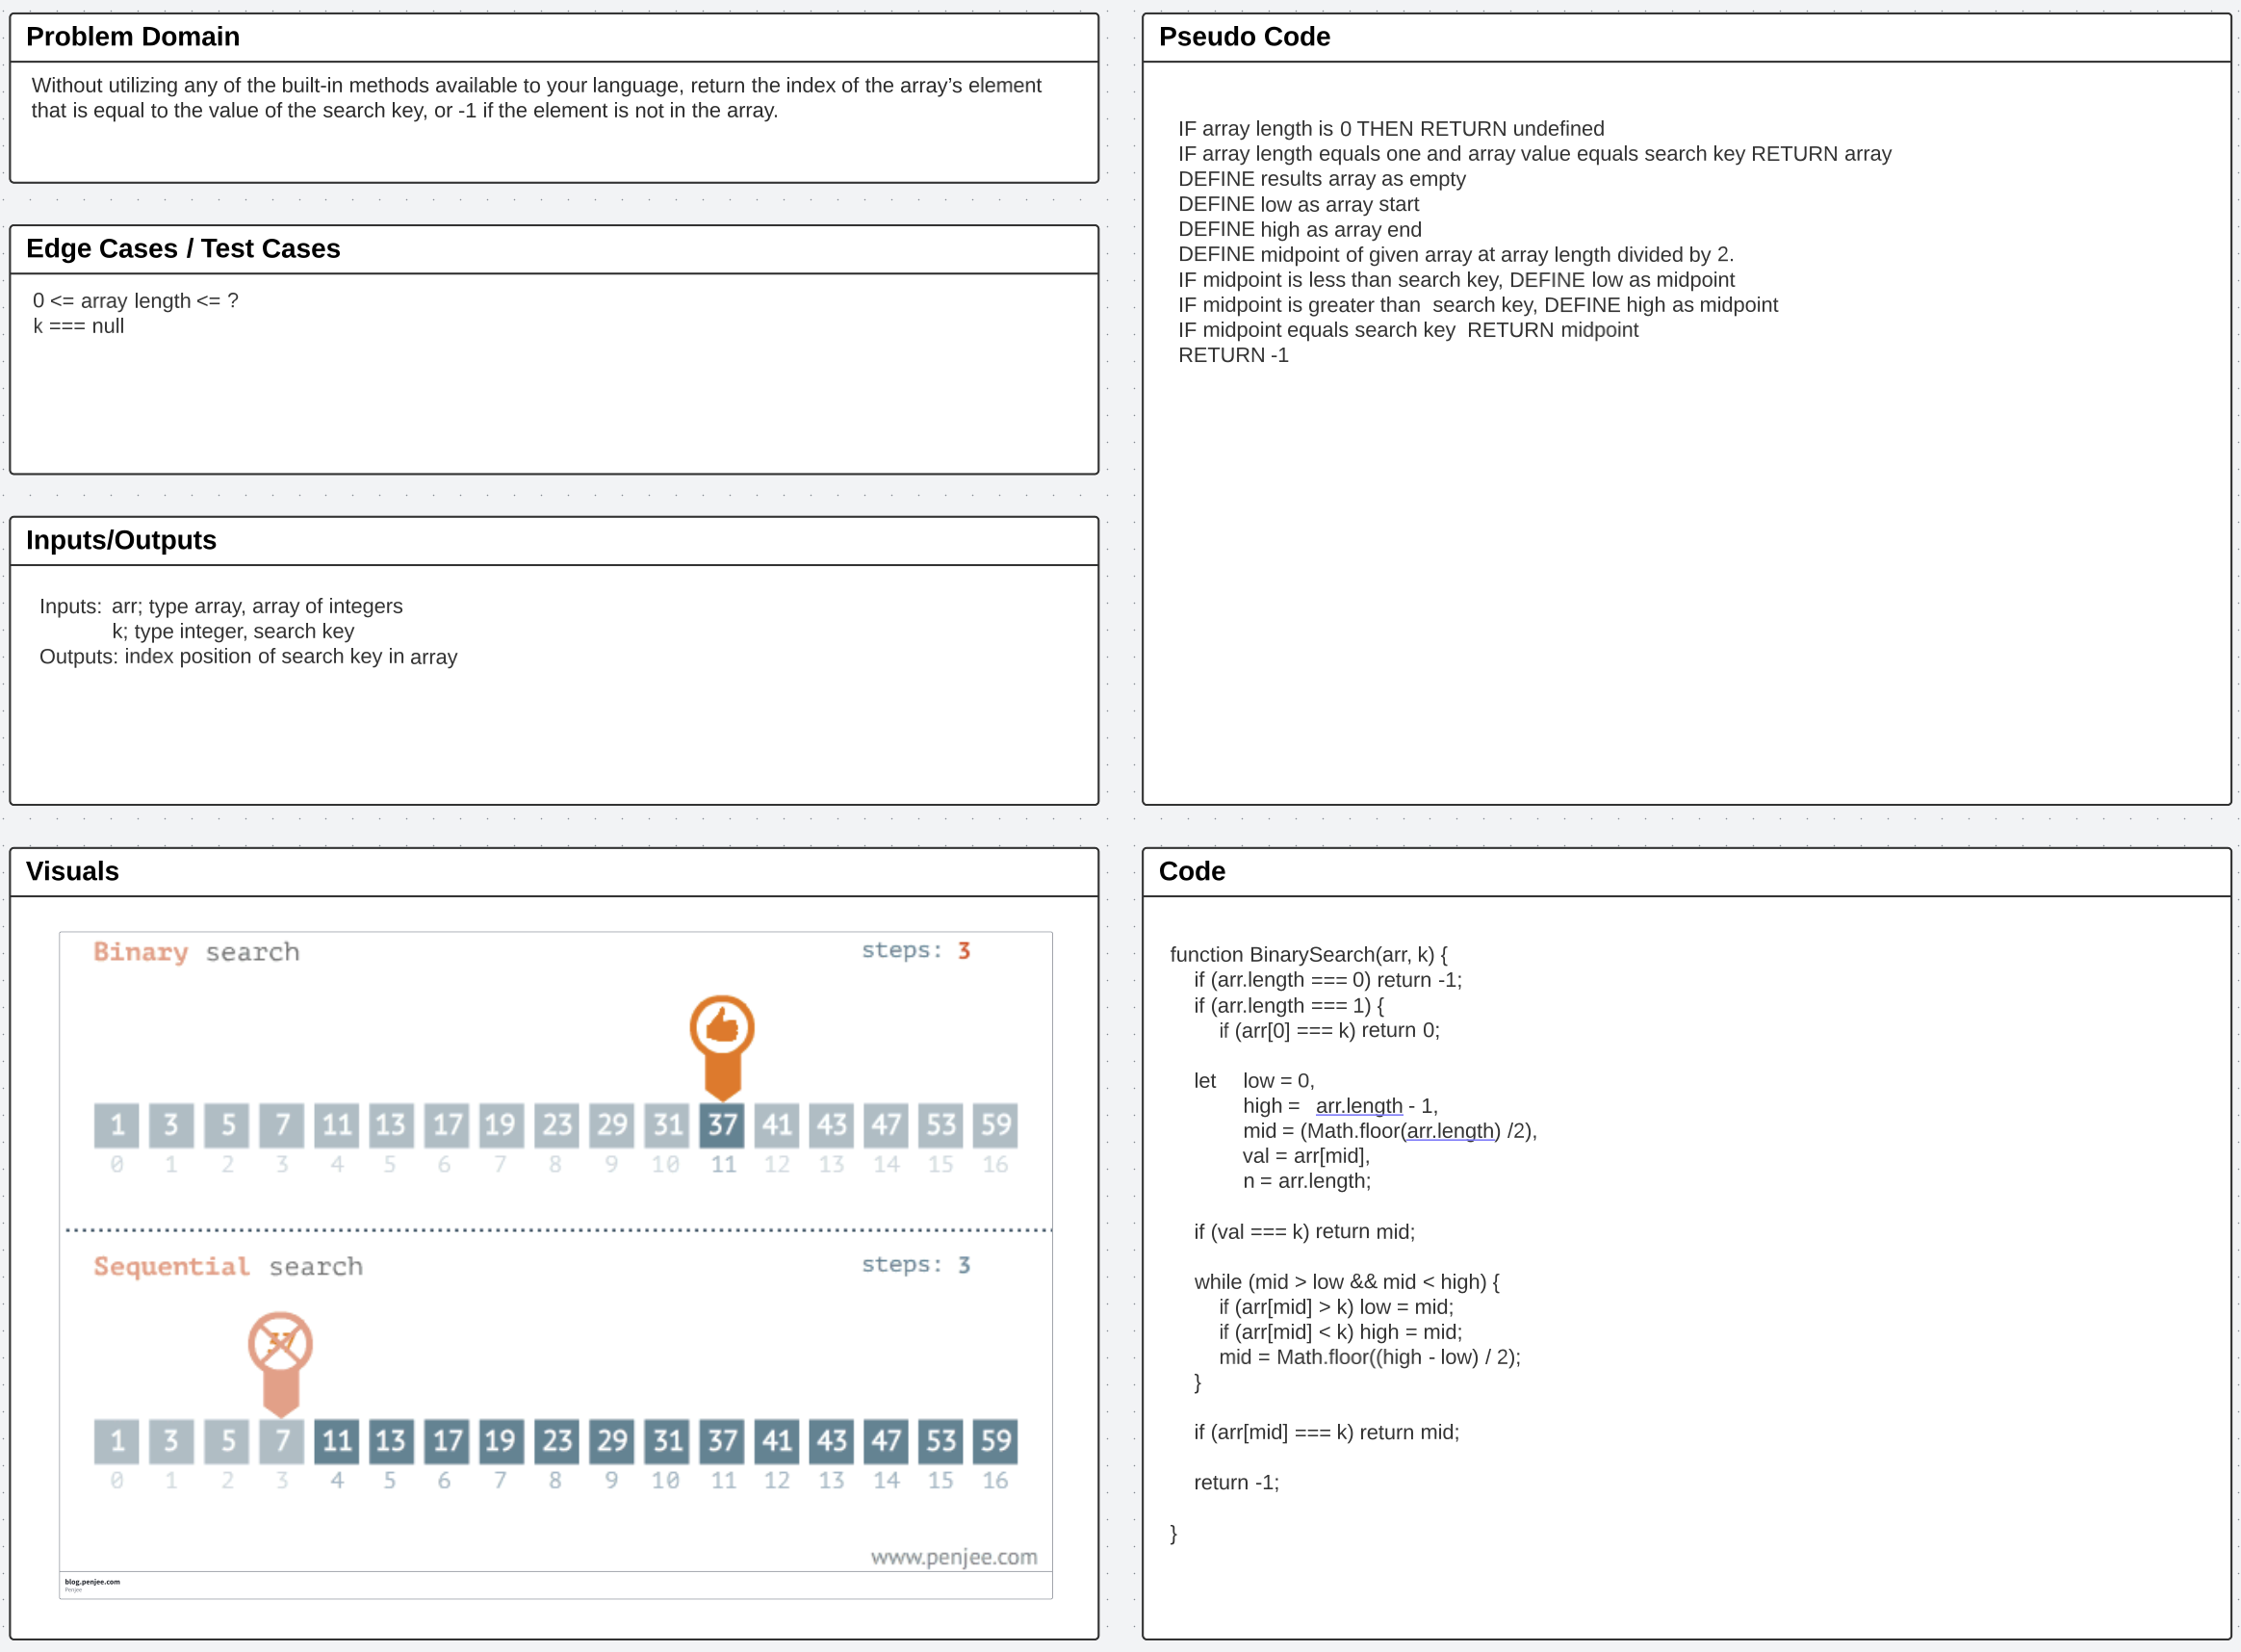 Problem Domain
Without utilizing any of the built-in methods available to your language, return the index of the array’s element
that is equal to the value of the search key, or -1 if the element is not in the array.
Edge Cases / Test Cases
0 <= array length <= ?
k === null
Inputs/Outputs
Inputs: arr; type array, array of integers
k; type integer, search key
Outputs: index position of search key in array
Visuals
Binary search steps: 3
1 3 5 7 11 13 17 19 23 29 31 37 41 43 47 53 59
0 1 2 3 4 5 6 7 8 9 10 11 12 13 14 15 16
Sequential search steps: 3
37
1 3 5 7 11 13 17 19 23 29 31 37 41 43 47 53 59
0 1 2 3 4 5 6 7 8 9 10 11 12 13 14 15 16
www.penjee.com
blog.penjee.com
Penjee
Pseudo Code
IF array length is 0 THEN RETURN undefined
IF array length equals one and array value equals search key RETURN array
DEFINE results array as empty
DEFINE low as array start
DEFINE high as array end
DEFINE midpoint of given array at array length divided by 2.
IF midpoint is less than search key, DEFINE low as midpoint
IF midpoint is greater than  search key, DEFINE high as midpoint
IF midpoint equals search key  RETURN midpoint
RETURN -1
Code
function BinarySearch(arr, k) {
if (arr.length === 0) return -1;
if (arr.length === 1) {
if (arr[0] === k) return 0;
let low = 0,
high = arr.length - 1,
mid = (Math.floor(arr.length) /2),
val = arr[mid],
n = arr.length;
if (val === k) return mid;
while (mid > low && mid < high) {
if (arr[mid] > k) low = mid;
if (arr[mid] < k) high = mid;
mid = Math.floor((high - low) / 2);
}
if (arr[mid] === k) return mid;
return -1;
}